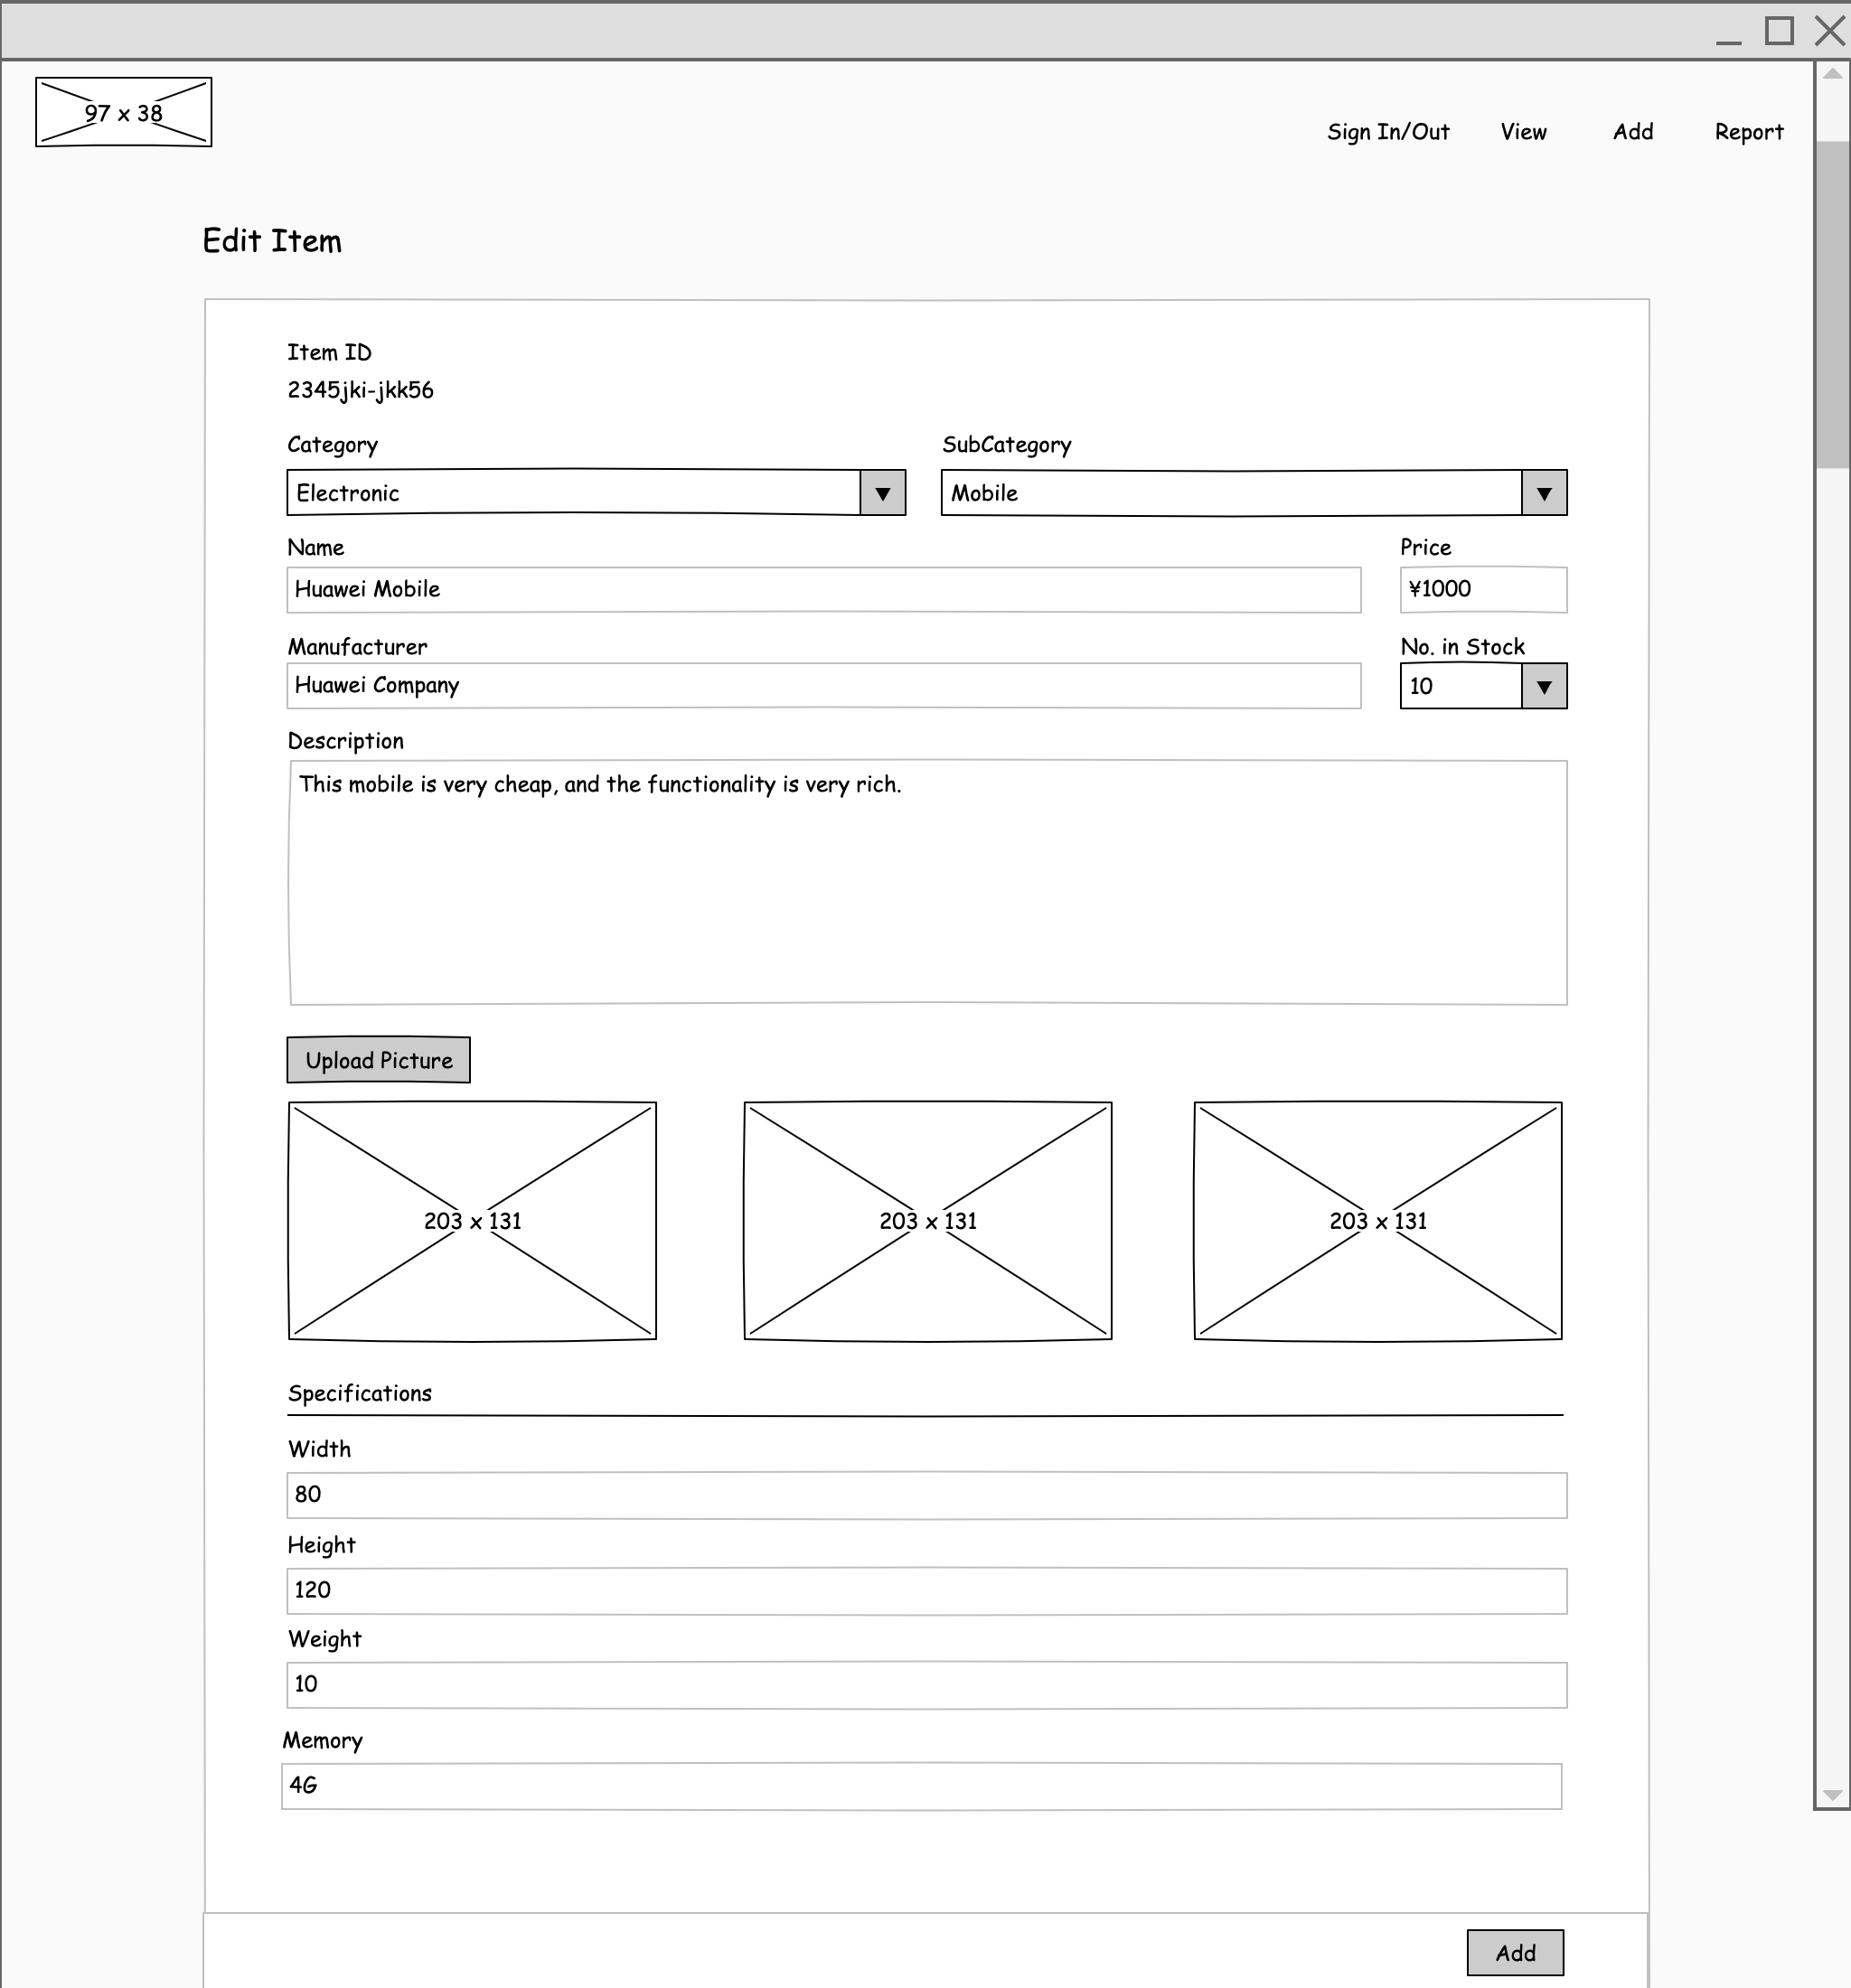 97 x 38
Sign In/Out View Add Report
Edit Item
Item ID
2345jki-jkk56
Category SubCategory
Electronic Mobile
Name Price
Huawei Mobile ¥1000
Manufacturer No. in Stock
Huawei Company 10
Description
This mobile is very cheap, and the functionality is very rich.
Upload Picture
203 x 131 203 x 131 203 x 131
Specifications
Width
80
Height
120
Weight
10
Memory
4G
Add